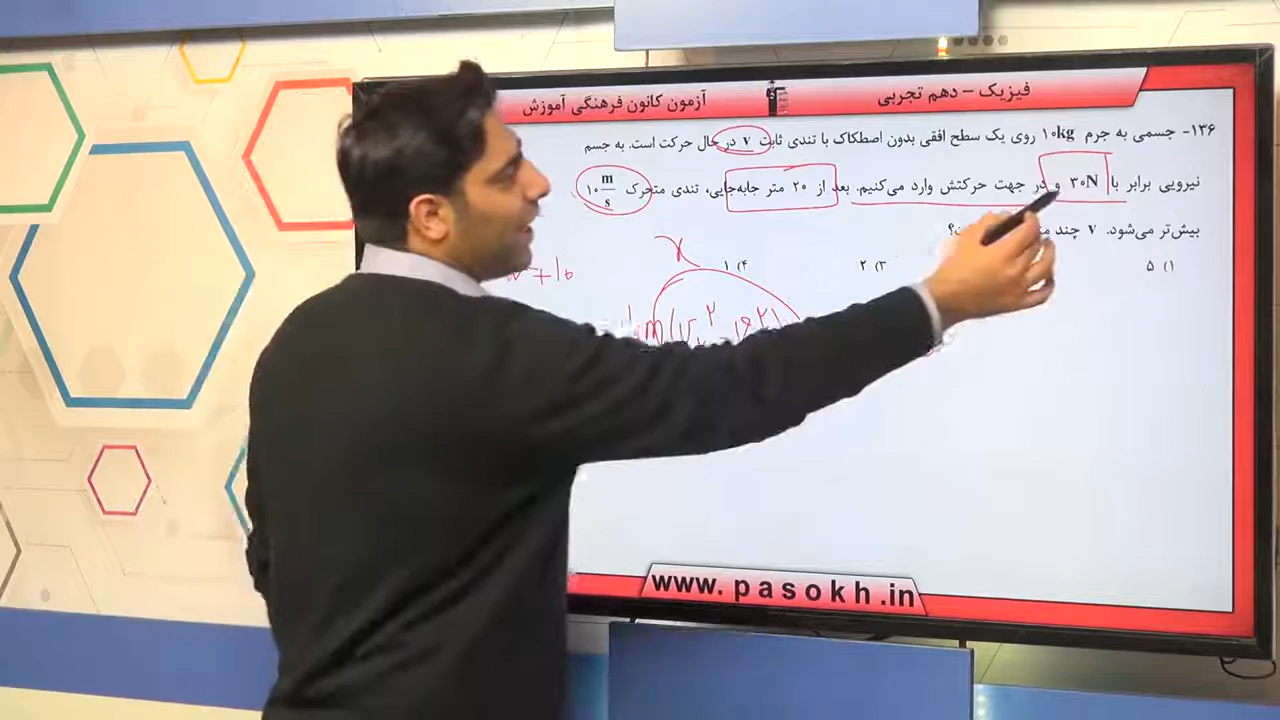 فیزیک - دهم تجربی
آزمون کانون فرهنگی آموزش
۱۳۶- جسمی به جرم ۱۰kg روی یک سطح افقی بدون اصطکاک با تندی ثابت v در حال حرکت است. به جسم
نیرویی برابر با ۳۰N و در جهت حرکتش وارد می‌کنیم. بعد از ۲۰ متر جابه‌جایی، تندی متحرک ۱۰ m/s
بیش‌تر می‌شود. v چند
۱) ۵
۳) ۲
۴) ۱
+10
www.pasokh.in